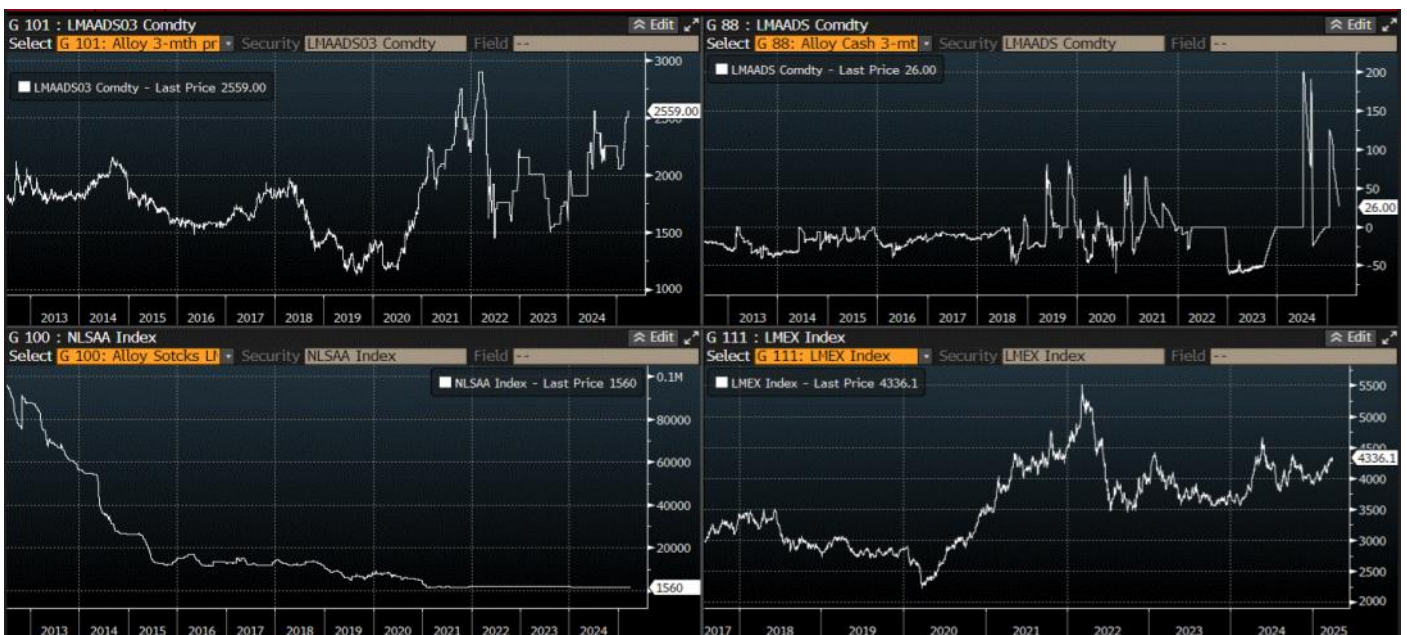 G 101 : LMAADS03 Comdty
Edit
Select G 101: Alloy 3-mth pr Security LMAADS03 Comdty Field --
LMAADS03 Comdty - Last Price 2559.00
3000
2559.00
2500
2000
1500
1000
2013 2014 2015 2016 2017 2018 2019 2020 2021 2022 2023 2024
G 88 : LMAADS Comdty
Edit
Select G 88: Alloy Cash 3-mt Security LMAADS Comdty Field --
LMAADS Comdty - Last Price 26.00
200
150
100
50
26.00
0
-50
2013 2014 2015 2016 2017 2018 2019 2020 2021 2022 2023 2024
G 100 : NLSAA Index
Edit
Select G 100: Alloy Sotcks LM Security NLSAA Index Field --
NLSAA Index - Last Price 1560
0.1M
80000
60000
40000
20000
1560
2013 2014 2015 2016 2017 2018 2019 2020 2021 2022 2023 2024
G 111 : LMEX Index
Edit
Select G 111: LMEX Index Security LMEX Index Field --
LMEX Index - Last Price 4336.1
5500
5000
4500
4336.1
4000
3500
3000
2500
2000
2017 2018 2019 2020 2021 2022 2023 2024 2025